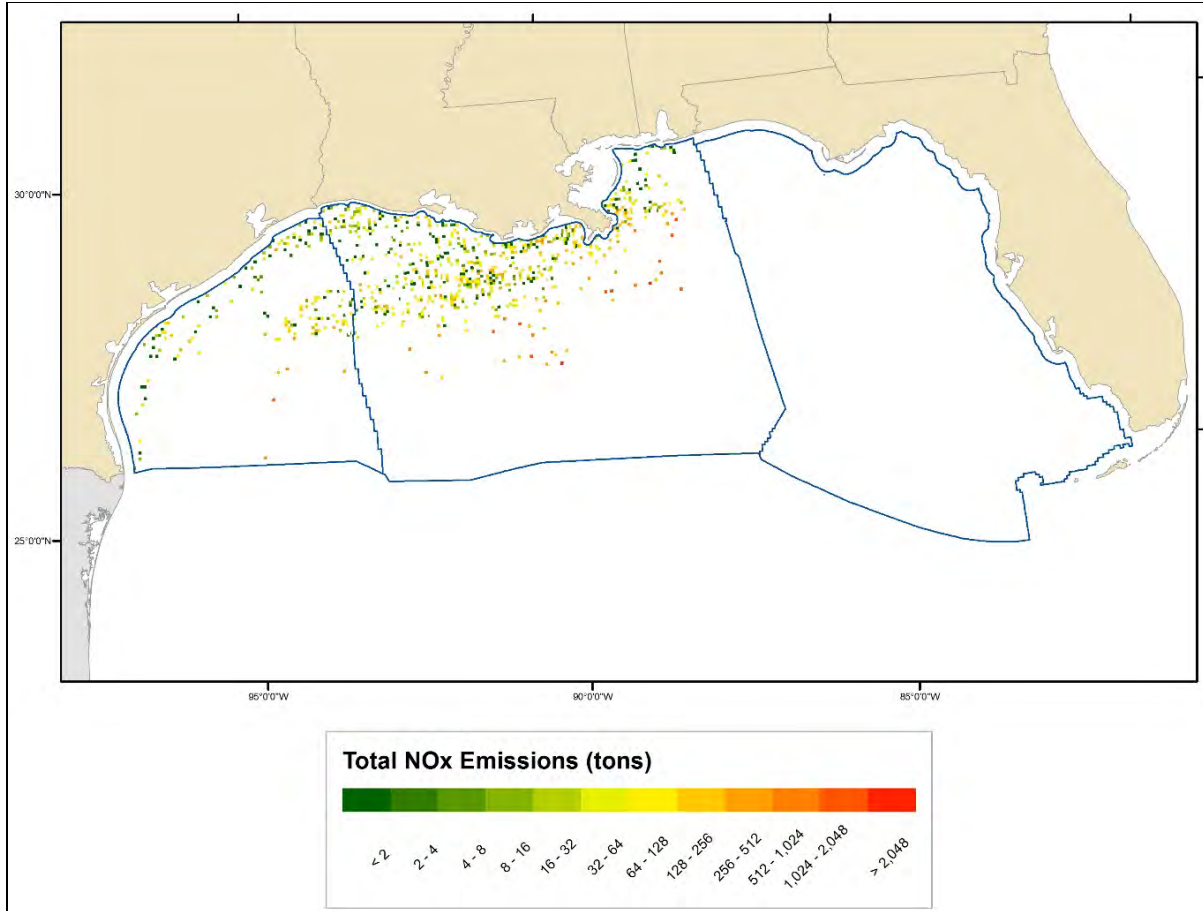 30°0'0"N
25°0'0"N
95°0'0"W
90°0'0"W
85°0'0"W
Total NOx Emissions (tons)
< 2
2 - 4
4 - 8
8 - 16
16 - 32
32 - 64
64 - 128
128 - 256
256 - 512
512 - 1,024
1,024 - 2,048
> 2,048